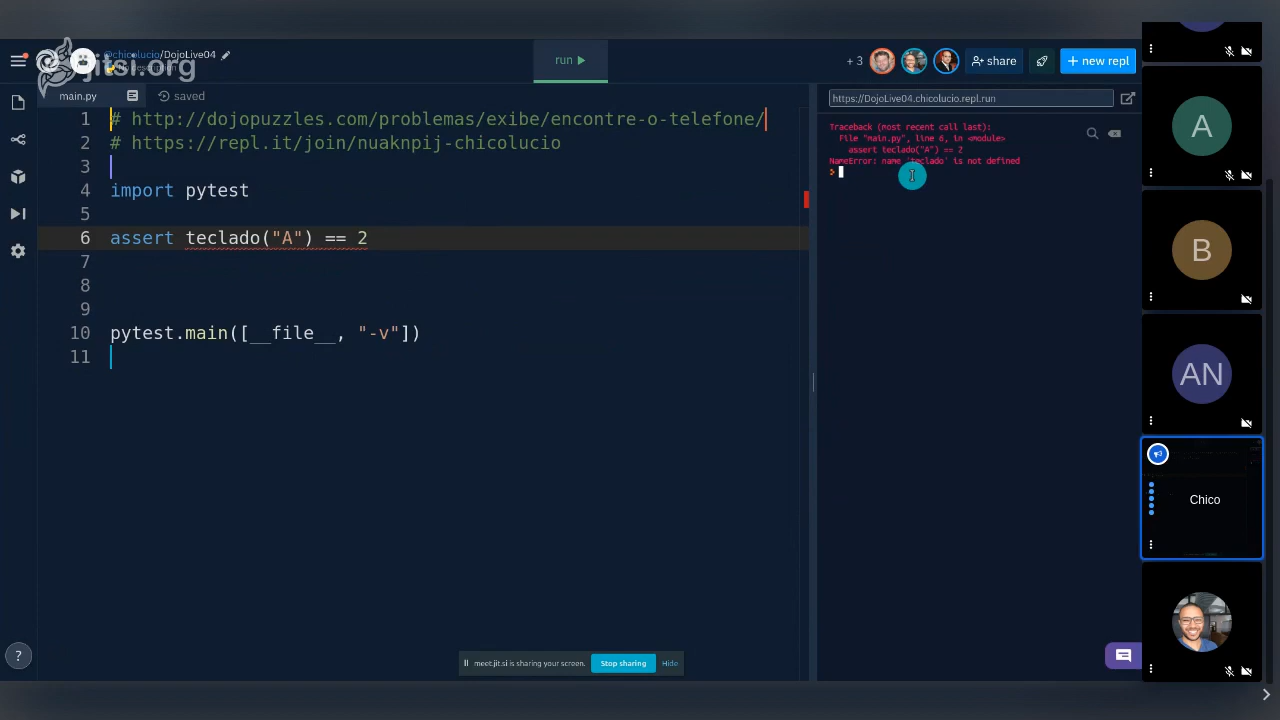 @chicolucio/DojoLive04
jitsi.org
run
+ 3
share
+ new repl
main.py
saved
https://DojoLive04.chicolucio.repl.run
1 # http://dojopuzzles.com/problemas/exibe/encontre-o-telefone/
2 # https://repl.it/join/nuaknpij-chicolucio
3
4 import pytest
5
6 assert teclado("A") == 2
7
8
9
10 pytest.main([__file__, "-v"])
11
Traceback (most recent call last):
File "main.py", line 6, in <module>
assert teclado("A") == 2
NameError: name 'teclado' is not defined
A
B
AN
Chico
meet.jit.si is sharing your screen.
Stop sharing
Hide
?